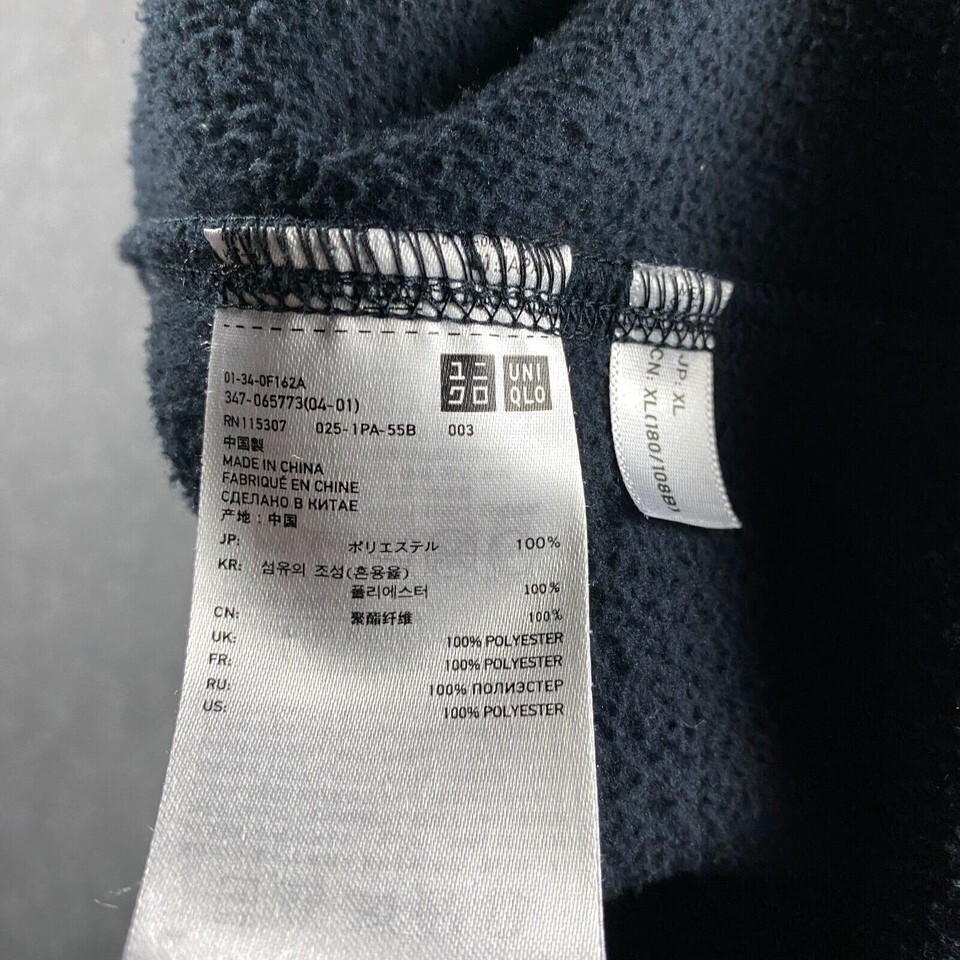 ユニ
クロ
UNI
QLO
01-34-0F162A
347-065773(04-01)
RN115307 025-1PA-55B 003
中国製
MADE IN CHINA
FABRIQUÉ EN CHINE
СДЕЛАНО В КИТАЕ
产地：中国
JP: ポリエステル 100%
KR: 섬유의 조성(혼용율)
폴리에스터 100%
CN: 聚酯纤维 100%
UK: 100% POLYESTER
FR: 100% POLYESTER
RU: 100% ПОЛИЭСТЕР
US: 100% POLYESTER
JP: XL
CN: XL(180/108B)